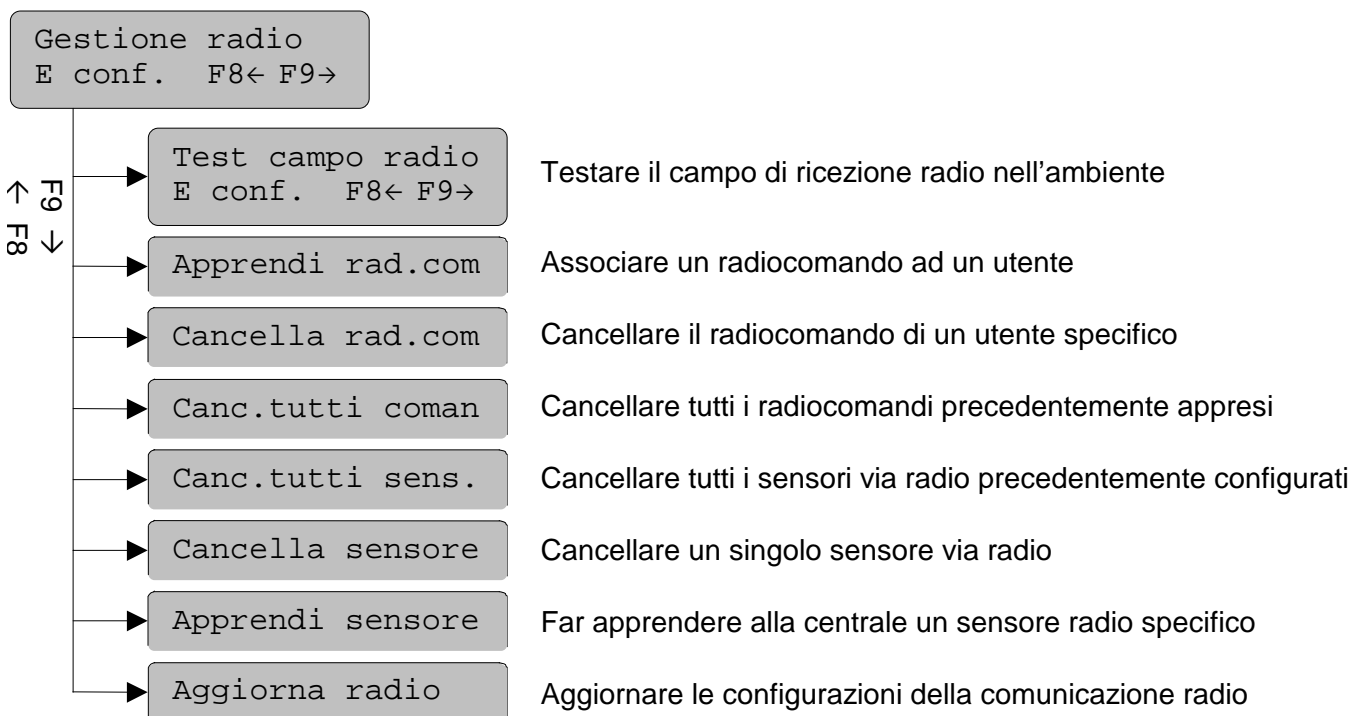 Gestione radio
E conf. F8← F9→
F9 →
← F8
Test campo radio
E conf. F8← F9→
Testare il campo di ricezione radio nell’ambiente
Apprendi rad.com
Associare un radiocomando ad un utente
Cancella rad.com
Cancellare il radiocomando di un utente specifico
Canc.tutti coman
Cancellare tutti i radiocomandi precedentemente appresi
Canc.tutti sens.
Cancellare tutti i sensori via radio precedentemente configurati
Cancella sensore
Cancellare un singolo sensore via radio
Apprendi sensore
Far apprendere alla centrale un sensore radio specifico
Aggiorna radio
Aggiornare le configurazioni della comunicazione radio